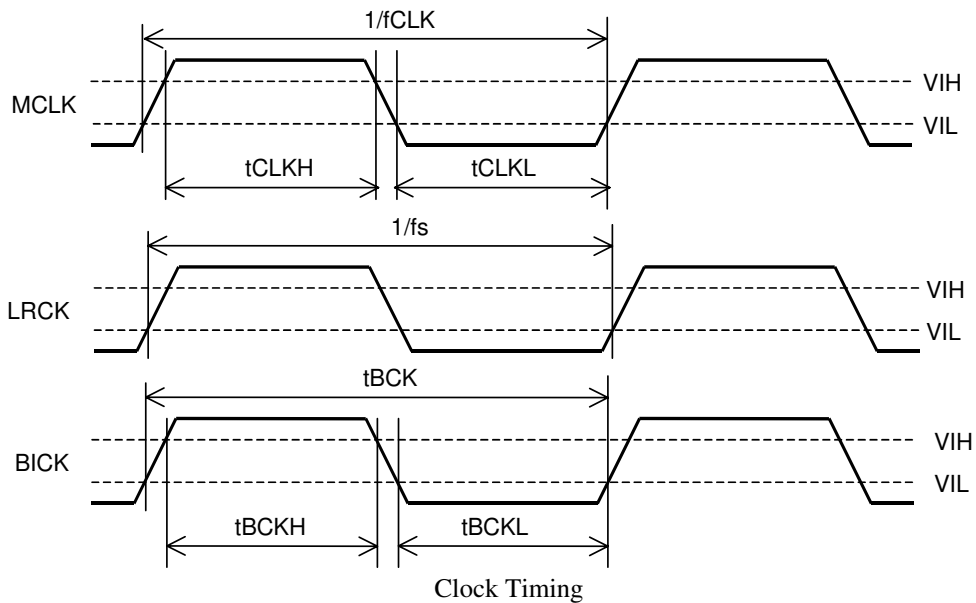 1/fCLK
VIH
MCLK
VIL
tCLKH
tCLKL
1/fs
VIH
LRCK
VIL
tBCK
VIH
BICK
VIL
tBCKH
tBCKL
Clock Timing